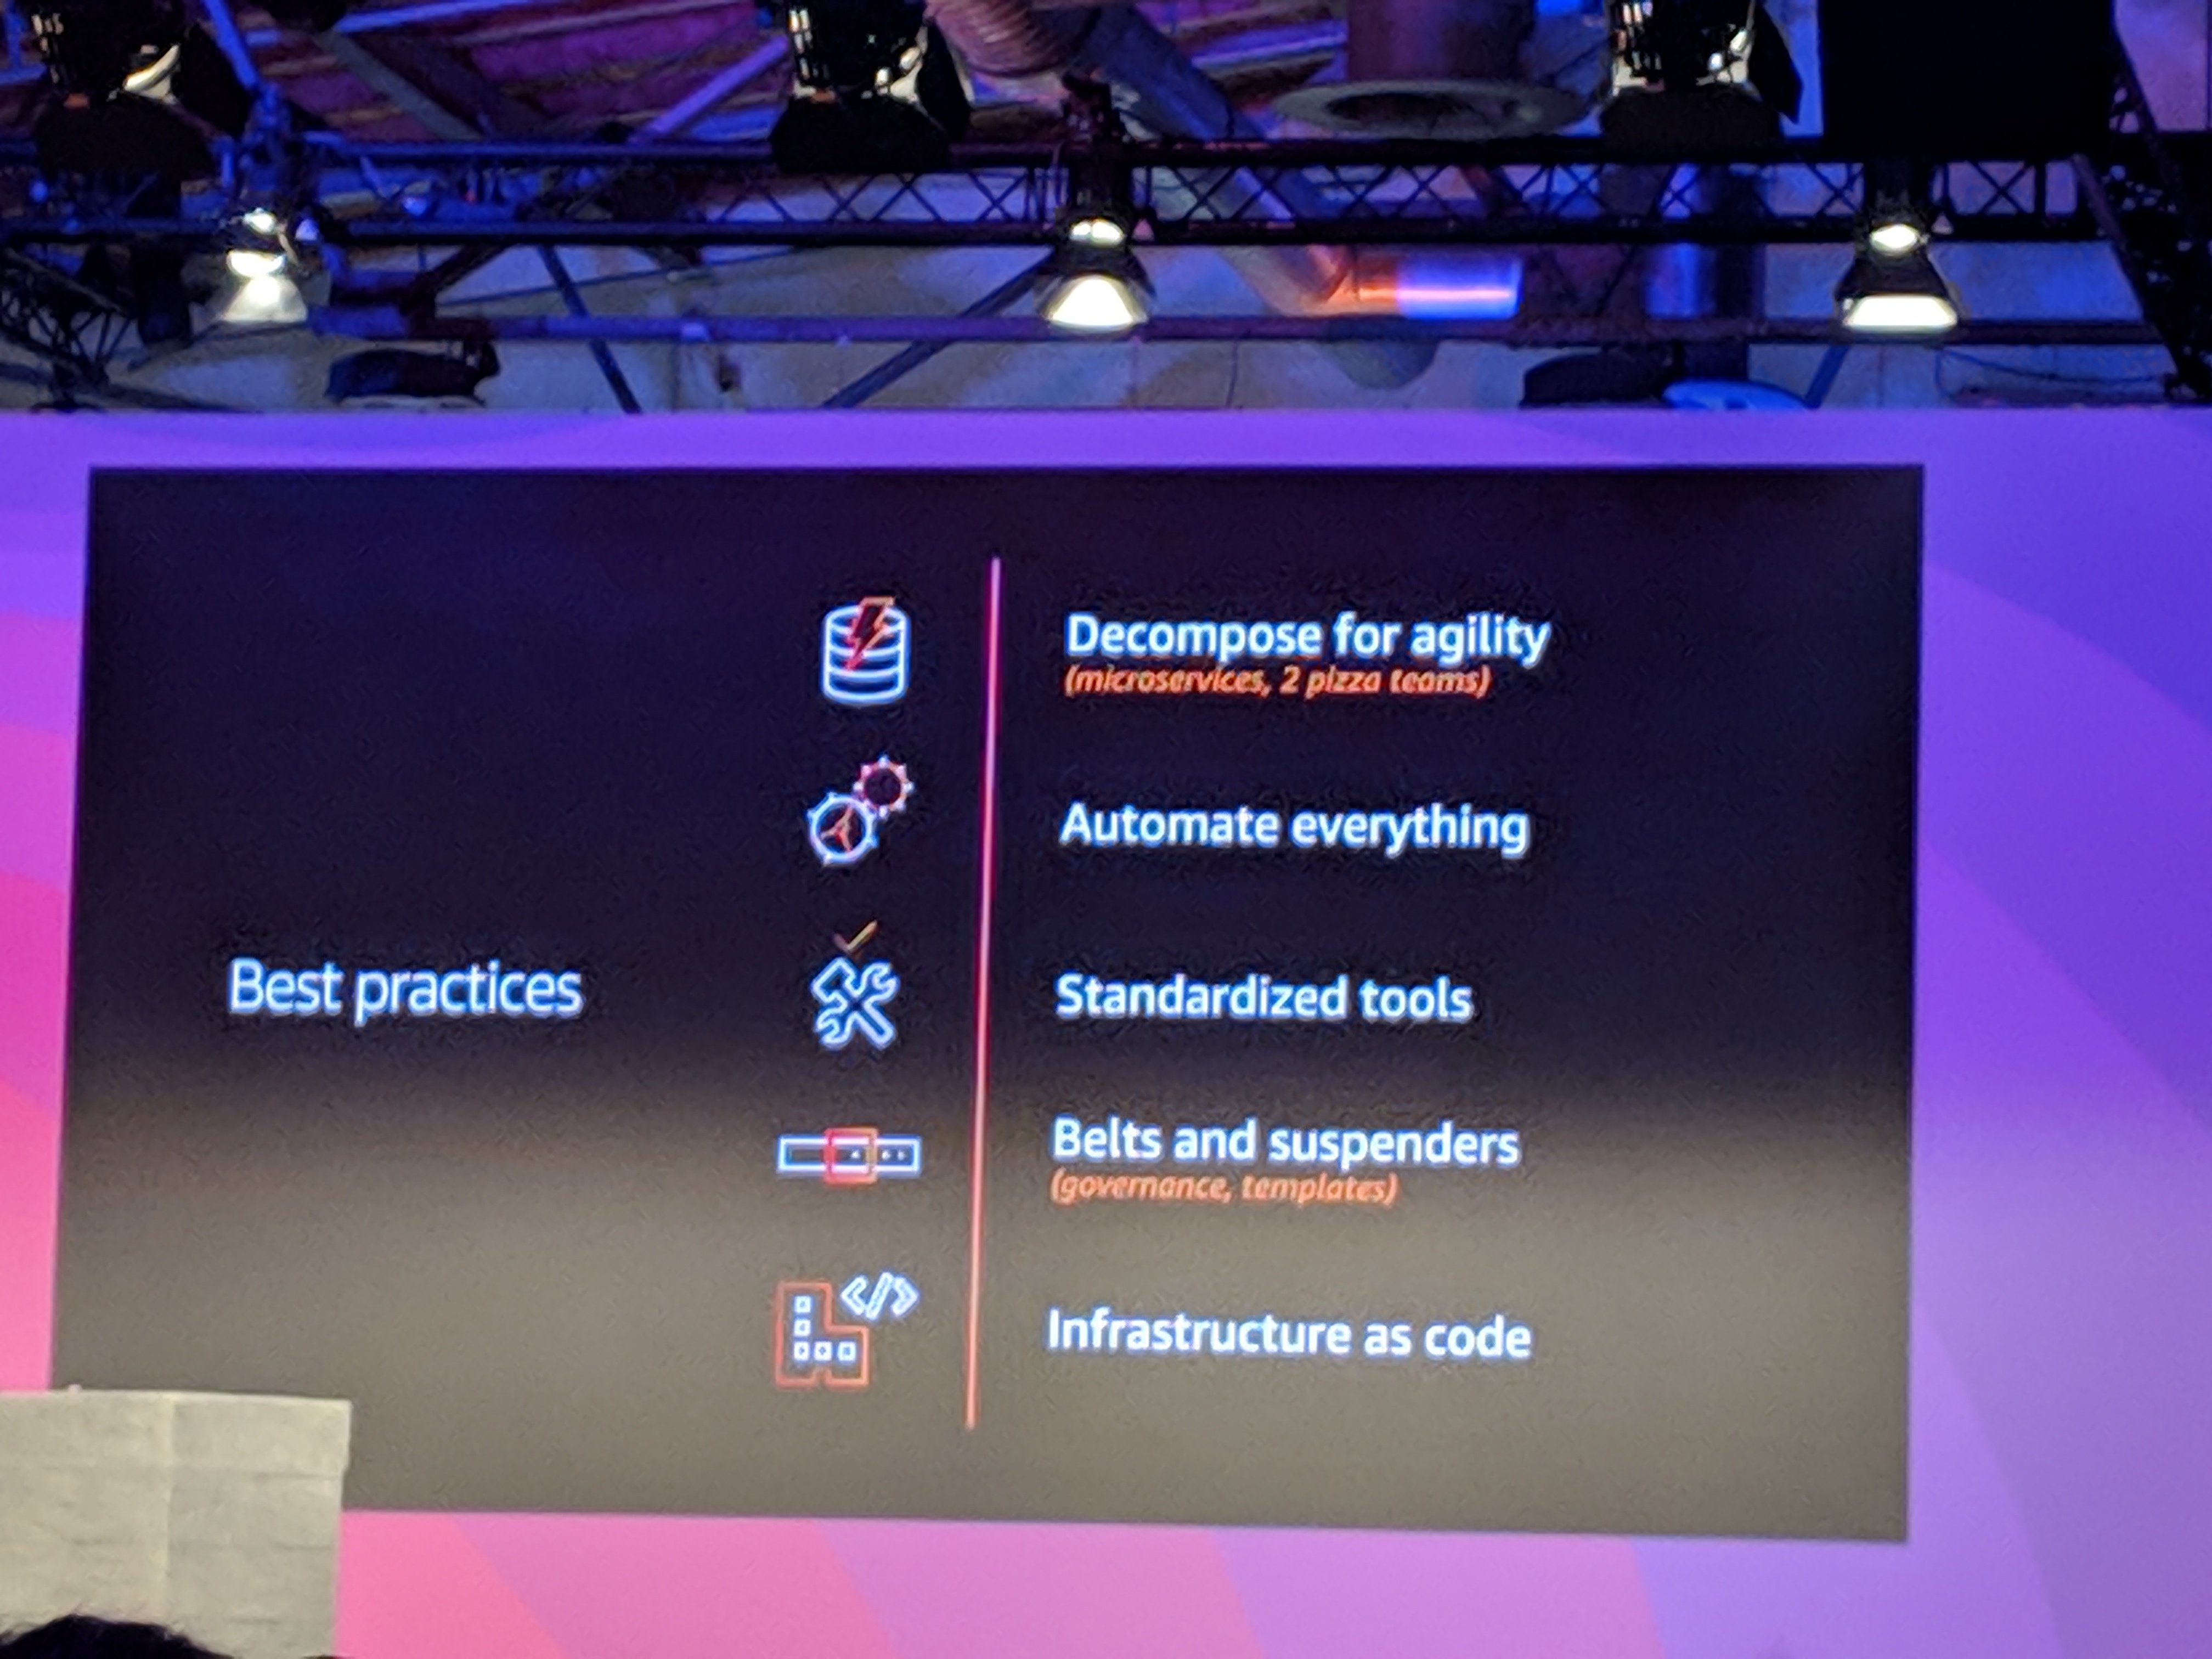 Best practices
Decompose for agility
(microservices, 2 pizza teams)
Automate everything
Standardized tools
Belts and suspenders
(governance, templates)
Infrastructure as code